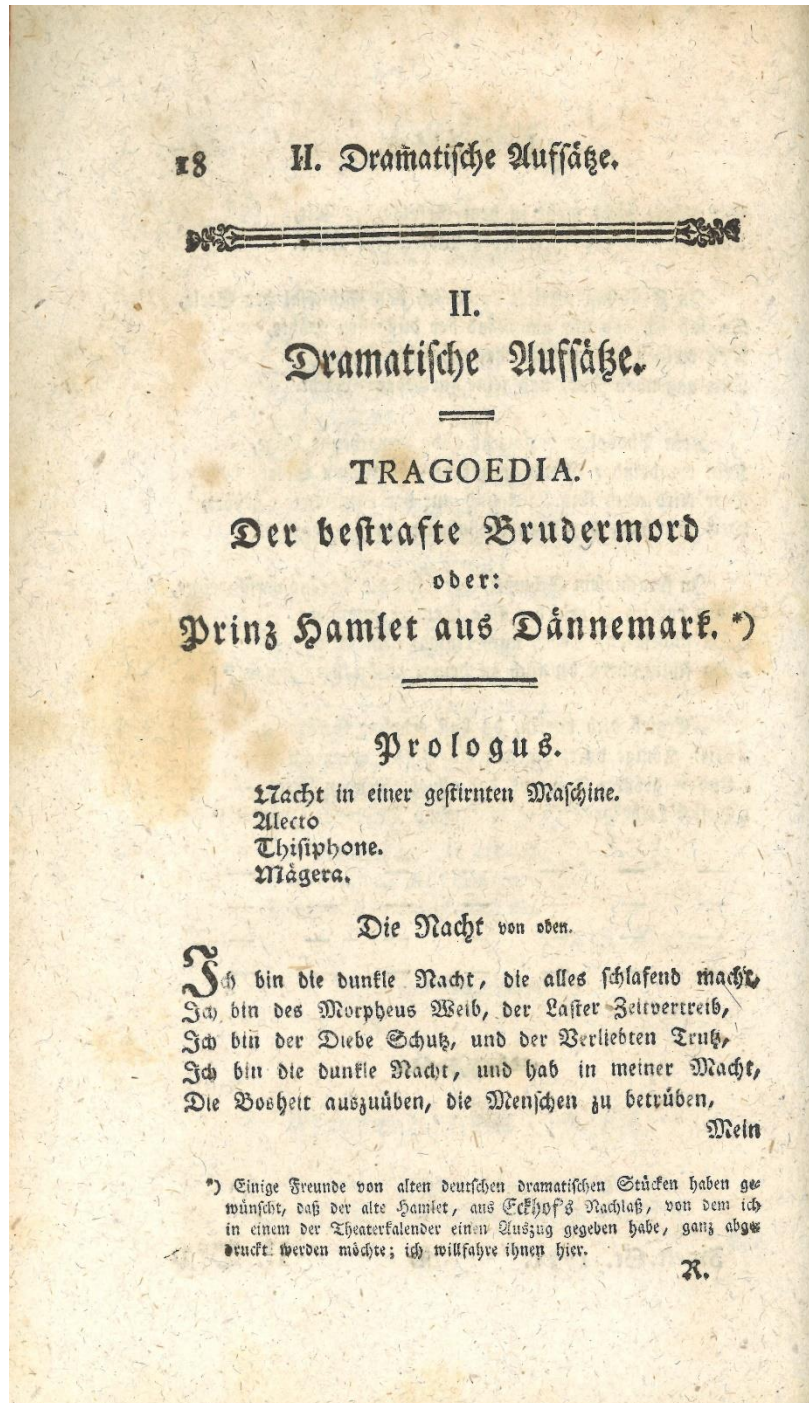 18 II. Dramatische Aufsätze.
II.
Dramatische Aufsätze.
TRAGOEDIA.
Der bestrafte Brudermord
oder:
Prinz Hamlet aus Dännemark. *)
Prologus.
Nacht in einer gestirnten Maschine.
Alecto
Thisiphone.
Mägera.
Die Nacht von oben.
Ich bin die dunkle Nacht, die alles schlafend macht,
Ich bin des Morpheus Weib, der Laster Zeitvertreib,
Ich bin der Diebe Schutz, und der Verliebten Trutz,
Ich bin die dunkle Nacht, und hab in meiner Macht,
Die Bosheit auszuüben, die Menschen zu betrüben,
Mein
*) Einige Freunde von alten deutschen dramatischen Stücken haben ge-
wünscht, daß der alte Hamlet, aus Eckhof's Nachlaß, von dem ich
in einem der Theaterkalender einen Auszug gegeben habe, ganz abge-
druckt werden möchte; ich willfahre ihnen hier.
R.